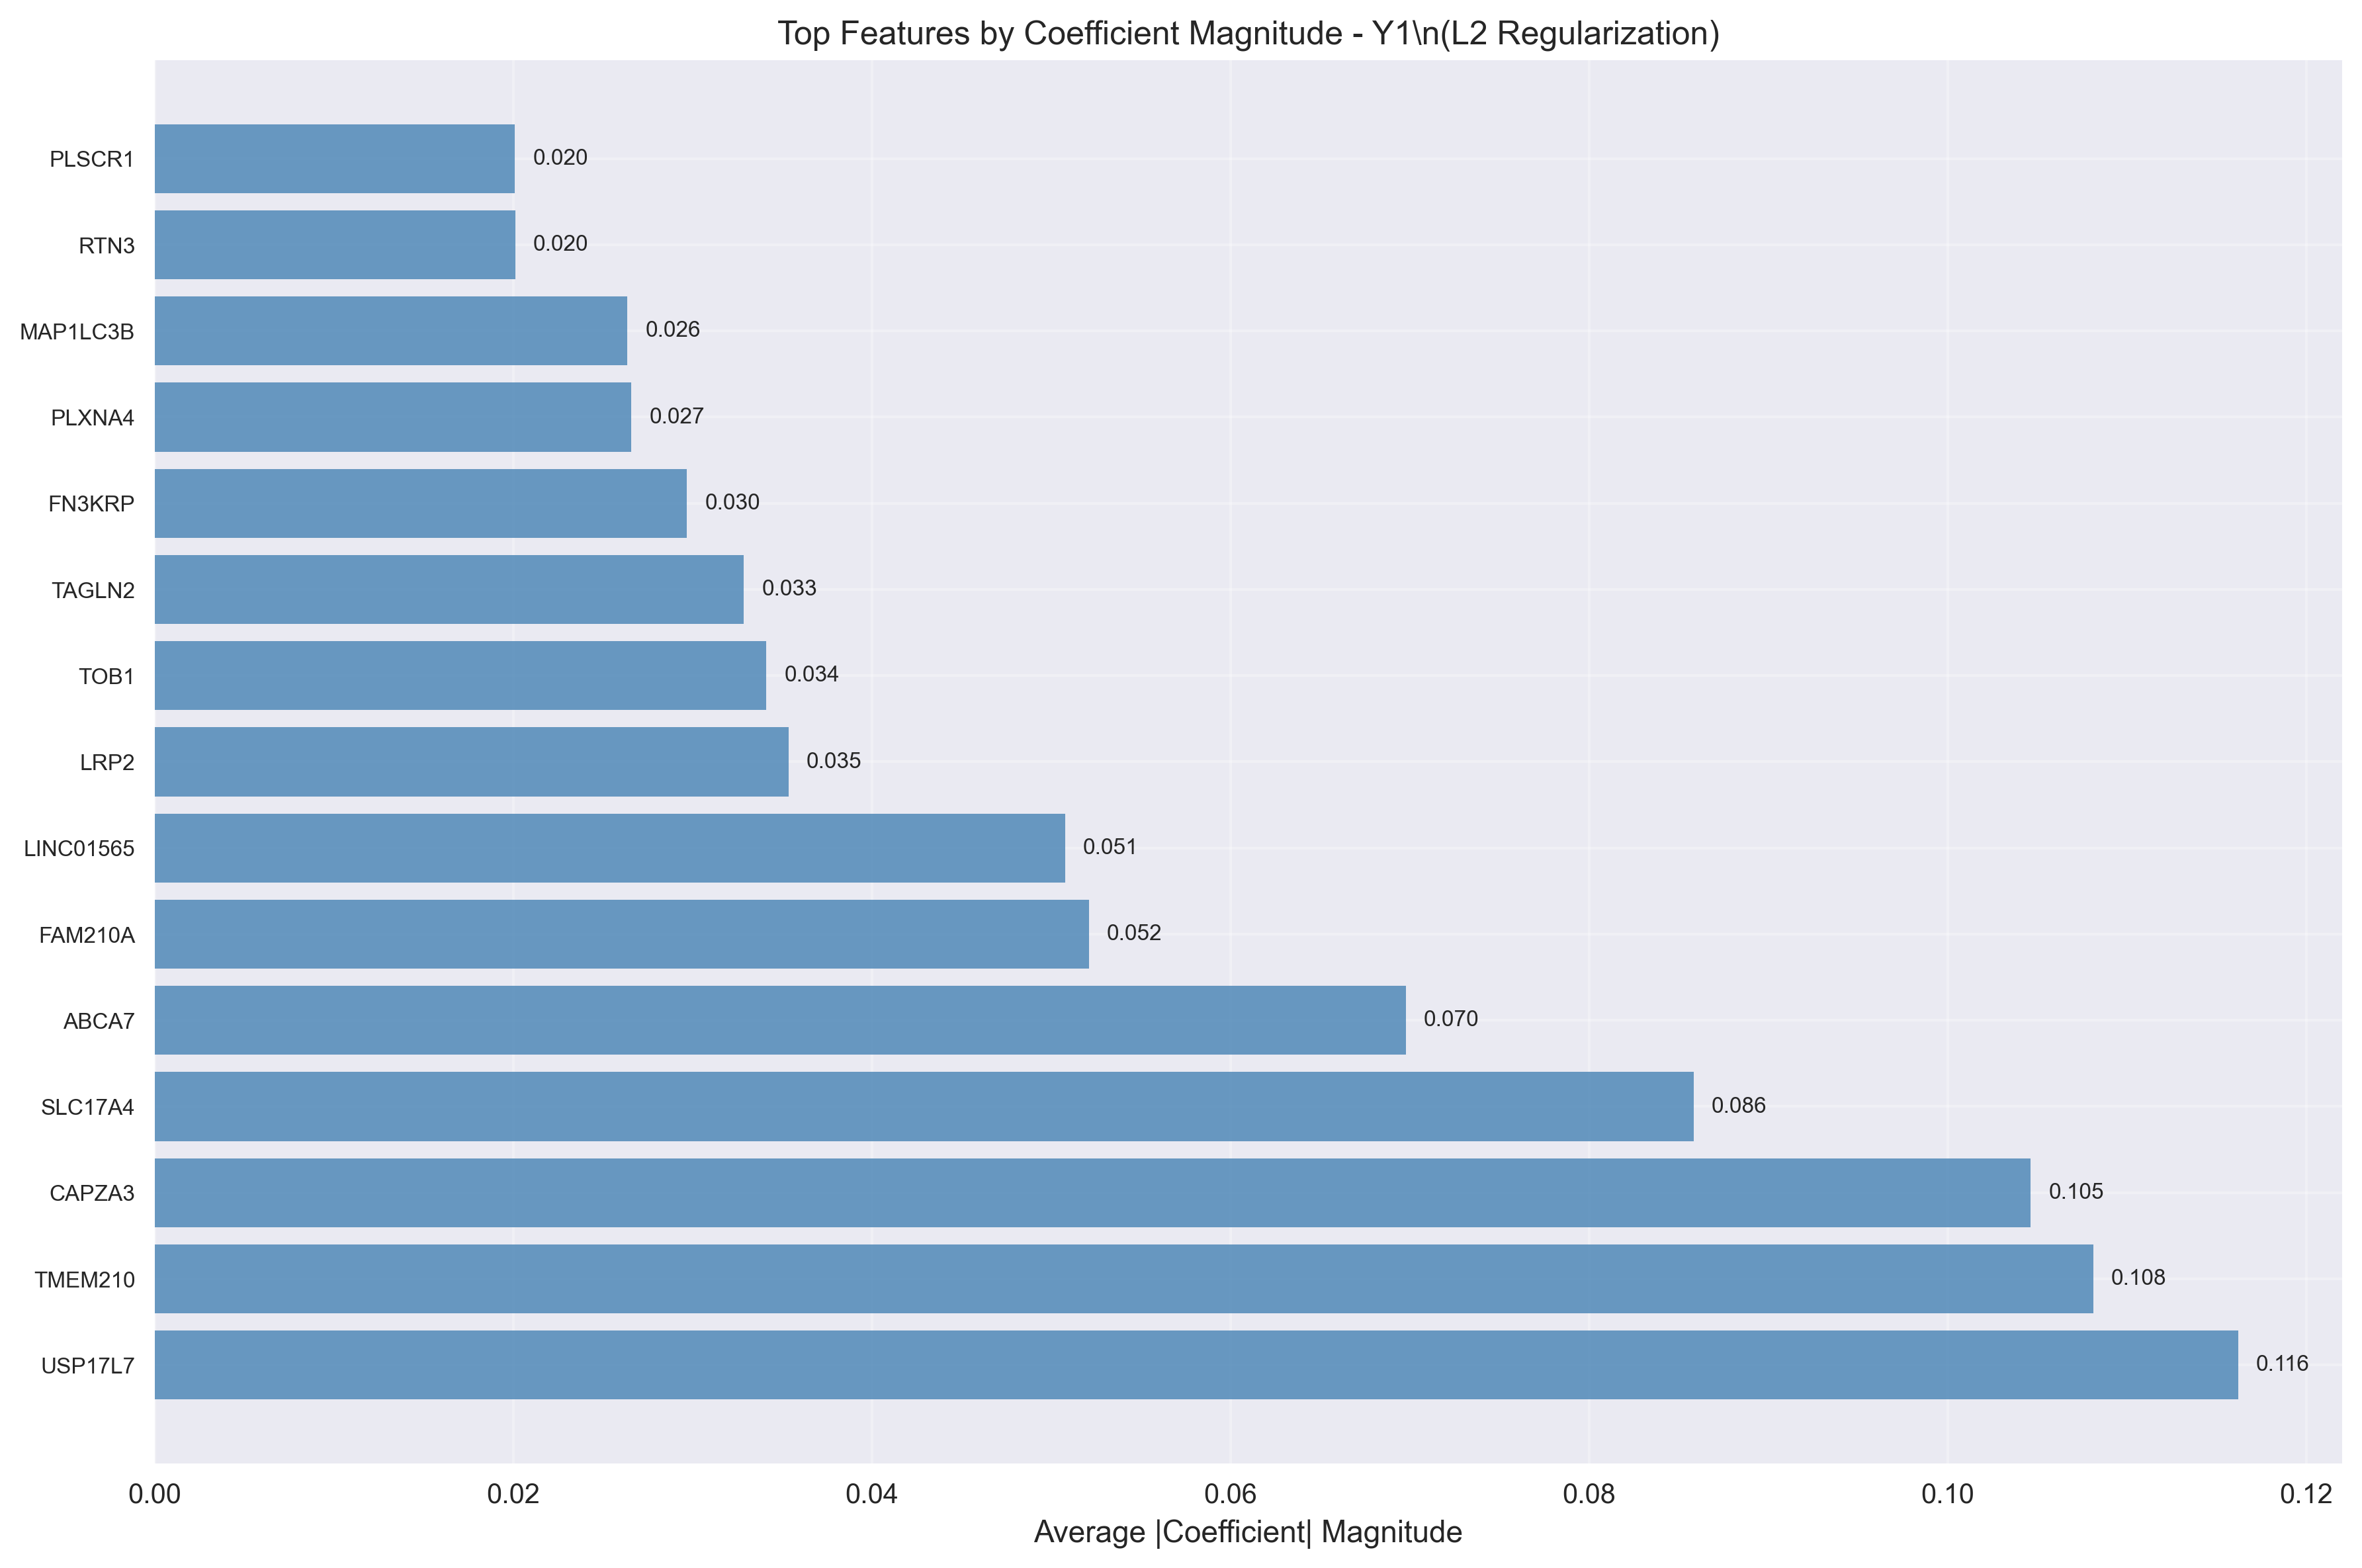 Top Features by Coefficient Magnitude - Y1\n(L2 Regularization)
PLSCR1 0.020
RTN3 0.020
MAP1LC3B 0.026
PLXNA4 0.027
FN3KRP 0.030
TAGLN2 0.033
TOB1 0.034
LRP2 0.035
LINC01565 0.051
FAM210A 0.052
ABCA7 0.070
SLC17A4 0.086
CAPZA3 0.105
TMEM210 0.108
USP17L7 0.116
0.00 0.02 0.04 0.06 0.08 0.10 0.12
Average |Coefficient| Magnitude